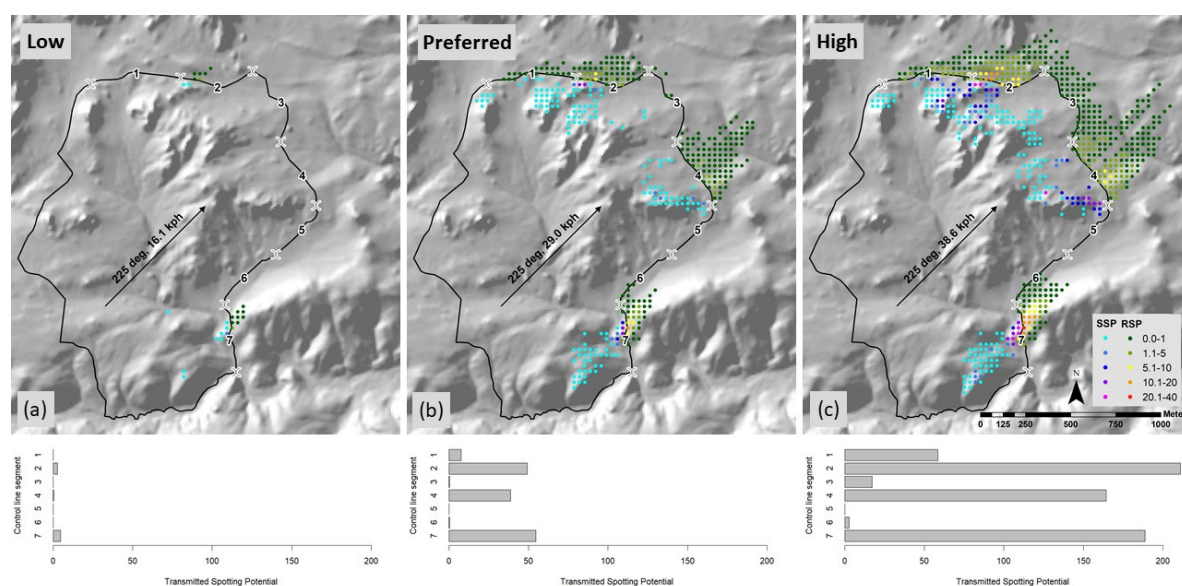 Low
1
2
3
4
5
6
7
225 deg, 16.1 kph
(a)
Preferred
1
2
3
4
5
6
7
225 deg, 29.0 kph
(b)
High
1
2
3
4
5
6
7
225 deg, 38.6 kph
(c)
SSP RSP
0.0-1
1.1-5
5.1-10
10.1-20
20.1-40
N
Meters
0 125 250 500 750 1000
Control line segment
1
2
3
4
5
6
7
0 50 100 150 200
Transmitted Spotting Potential
Control line segment
1
2
3
4
5
6
7
0 50 100 150 200
Transmitted Spotting Potential
Control line segment
1
2
3
4
5
6
7
0 50 100 150 200
Transmitted Spotting Potential